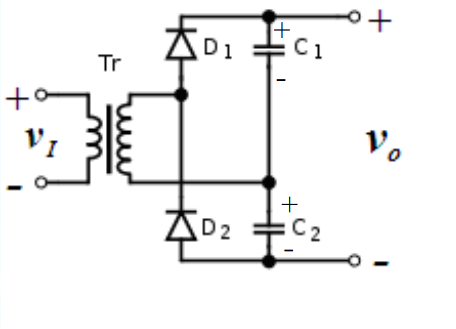 +
+ D1 C1
-
Tr
+
vI
-
vo
+
D2 C2
-
-